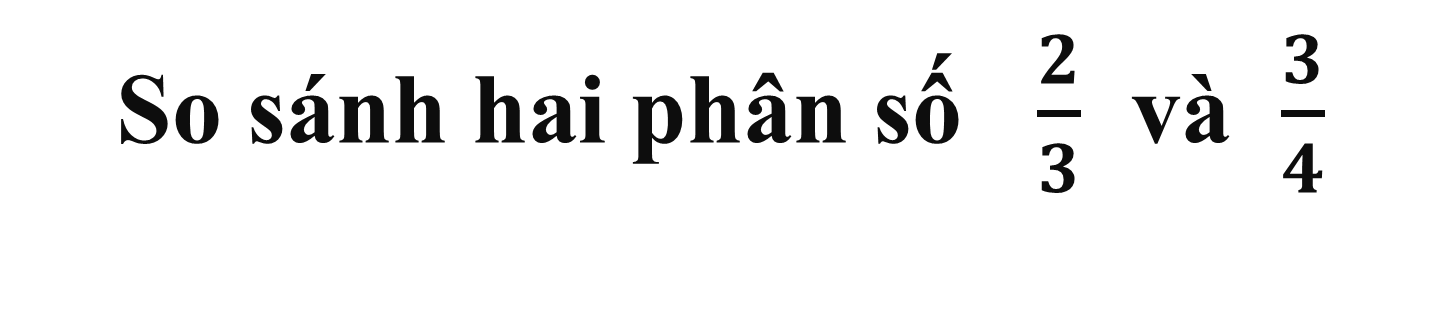 So sánh hai phân số 2/3 và 3/4